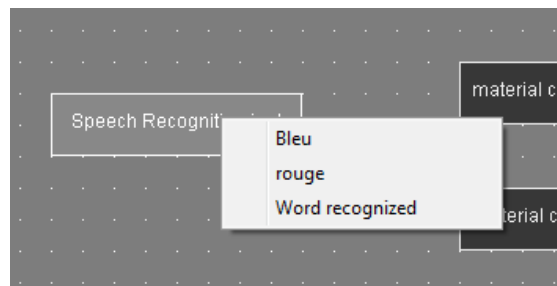 material c
Speech Recogniti
Bleu
rouge
Word recognized
terial c